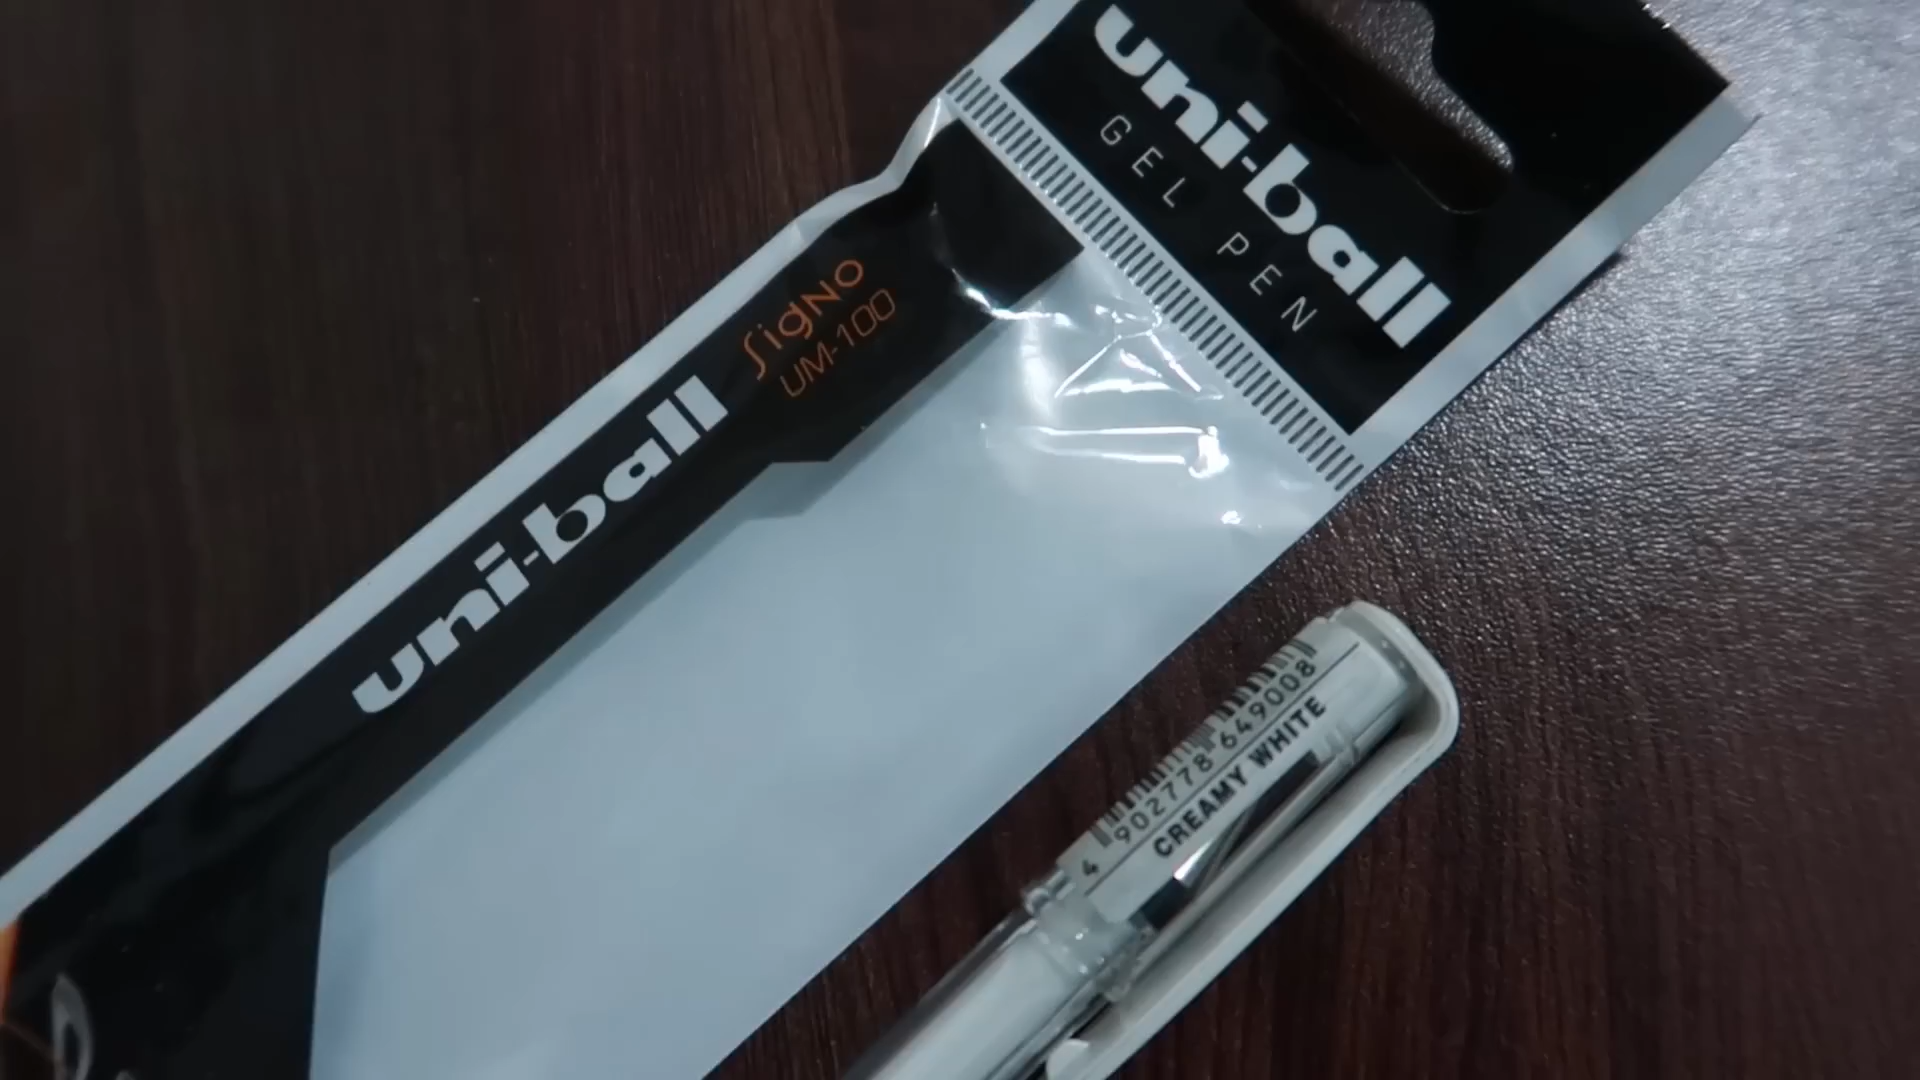 uni-ball
GEL PEN
Signo
UM-100
uni-ball
4 902778 649008
CREAMY WHITE